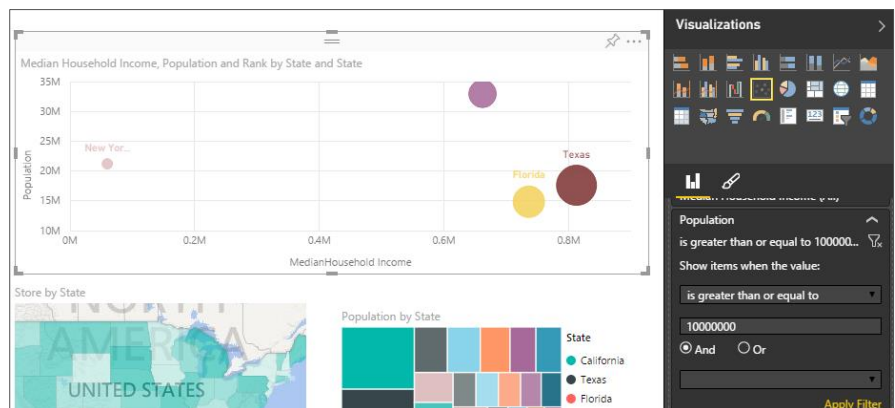 Visualizations
Median Household Income, Population and Rank by State and State
35M
30M
25M
20M
15M
10M
Population
New Yor...
Florida
Texas
0M
0.2M
0.4M
0.6M
0.8M
MedianHousehold Income
Population
is greater than or equal to 100000...
Show items when the value:
is greater than or equal to
10000000
And
Or
Apply Filter
Store by State
NORTH
AMERICA
UNITED STATES
Population by State
State
California
Texas
Florida
123